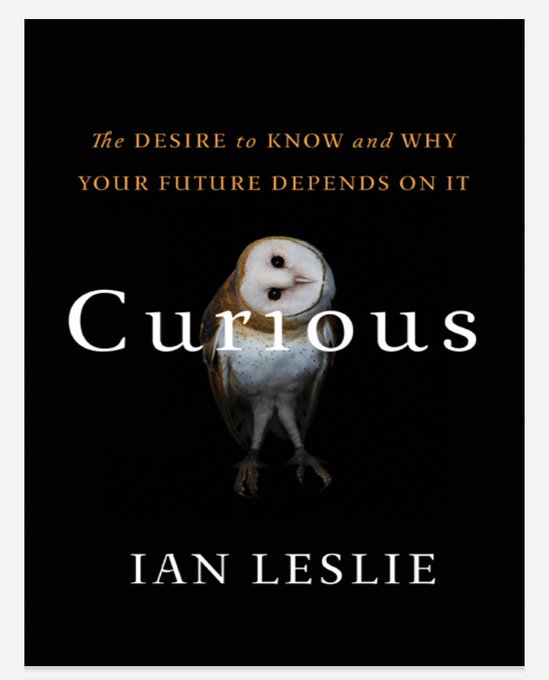 The DESIRE to KNOW and WHY
YOUR FUTURE DEPENDS ON IT
Curious
IAN LESLIE